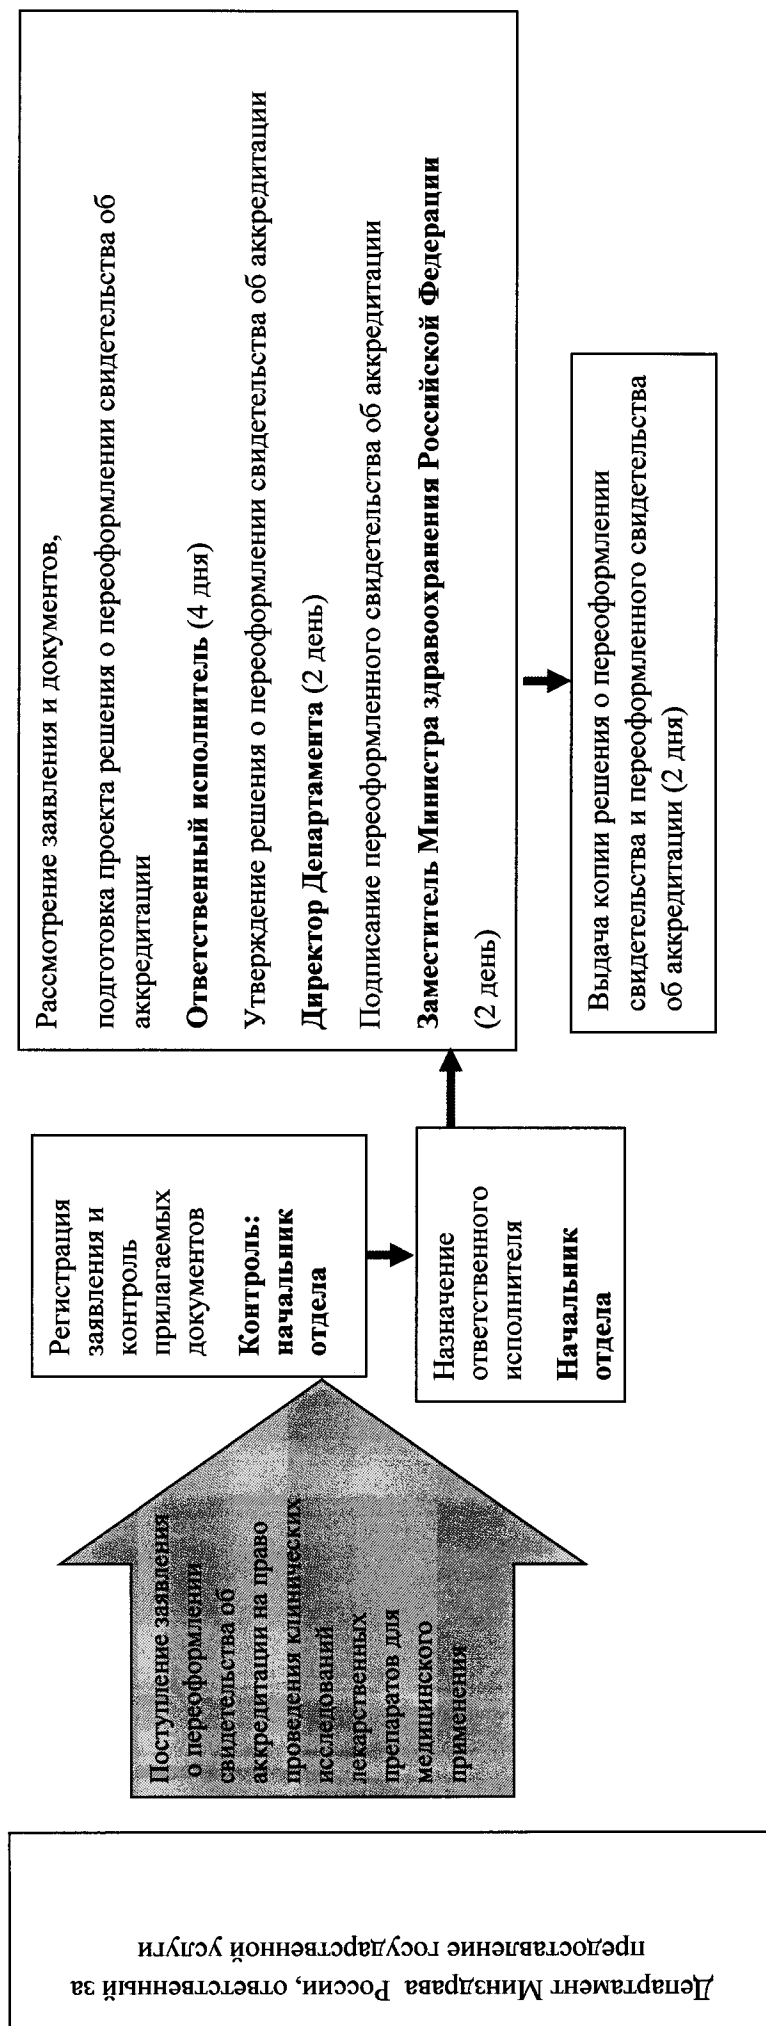 Департамент Минздрава России, ответственный за
предоставление государственной услуги
Поступление заявления
о переоформлении
свидетельства об
аккредитации на право
проведения клинических
исследований
лекарственных
препаратов для
медицинского
применения
Регистрация
заявления и
контроль
прилагаемых
документов
Контроль:
начальник
отдела
Назначение
ответственного
исполнителя
Начальник
отдела
Рассмотрение заявления и документов,
подготовка проекта решения о переоформлении свидетельства об
аккредитации
Ответственный исполнитель (4 дня)
Утверждение решения о переоформлении свидетельства об аккредитации
Директор Департамента (2 день)
Подписание переоформленного свидетельства об аккредитации
Заместитель Министра здравоохранения Российской Федерации
(2 день)
Выдача копии решения о переоформлении
свидетельства и переоформленного свидетельства
об аккредитации (2 дня)